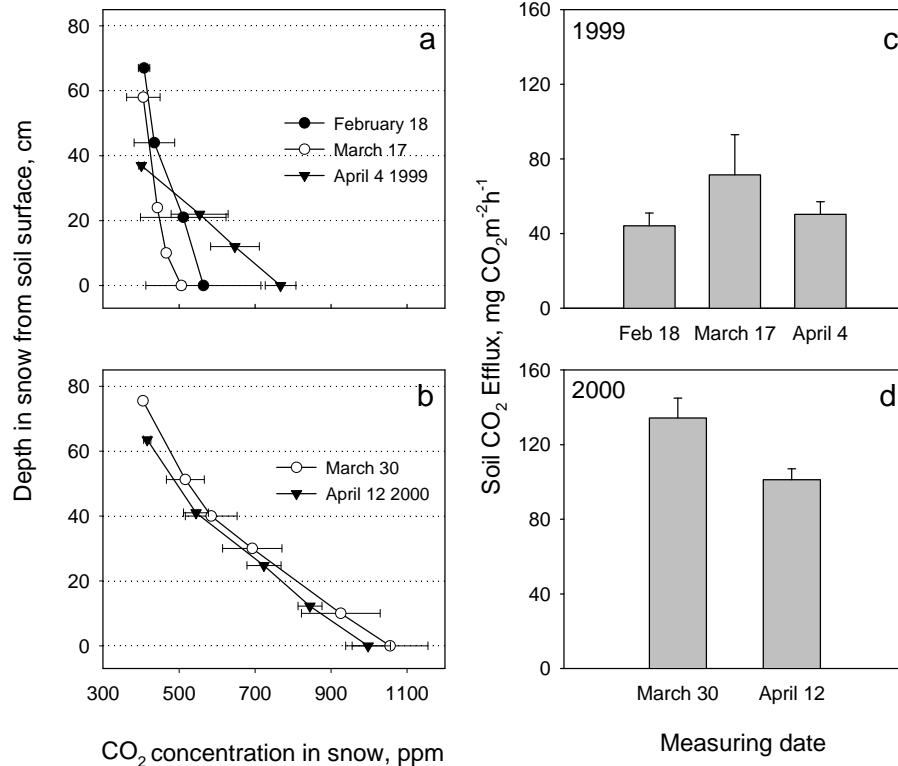 a
80
60
40
20
0
Depth in snow from soil surface, cm
February 18
March 17
April 4 1999
b
80
60
40
20
0
March 30
April 12 2000
300 500 700 900 1100
CO2 concentration in snow, ppm
1999
c
160
120
80
40
0
Feb 18 March 17 April 4
Soil CO2 Efflux, mg CO2m-2h-1
2000
d
160
120
80
40
0
March 30 April 12
Measuring date